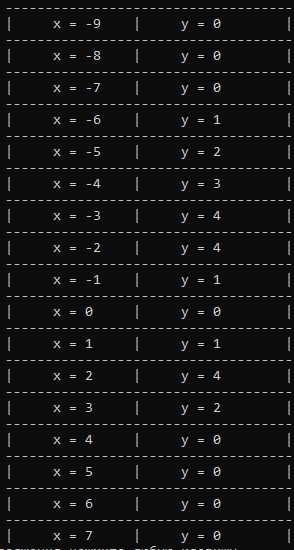 | x = -9 | y = 0 |
| x = -8 | y = 0 |
| x = -7 | y = 0 |
| x = -6 | y = 1 |
| x = -5 | y = 2 |
| x = -4 | y = 3 |
| x = -3 | y = 4 |
| x = -2 | y = 4 |
| x = -1 | y = 1 |
| x = 0 | y = 0 |
| x = 1 | y = 1 |
| x = 2 | y = 4 |
| x = 3 | y = 2 |
| x = 4 | y = 0 |
| x = 5 | y = 0 |
| x = 6 | y = 0 |
| x = 7 | y = 0 |